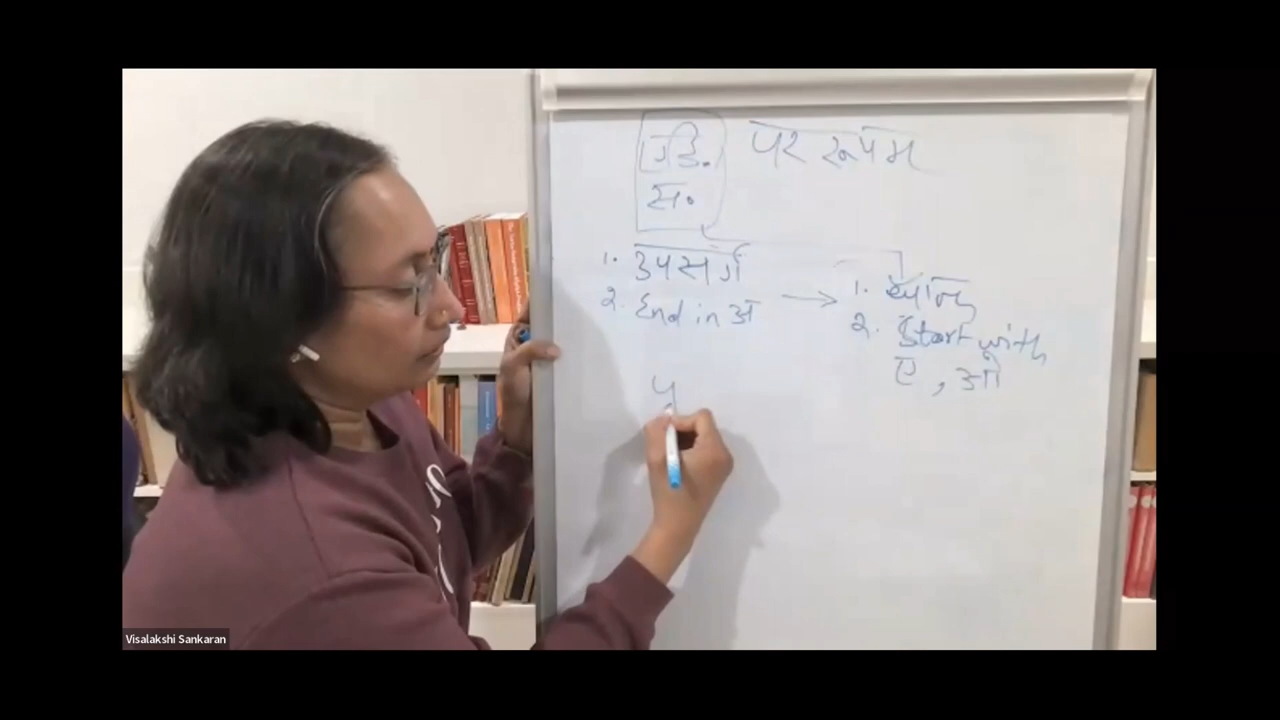 पररूपम्
स.
1. उपसर्ग
2. End in अ →
1. धातु
2. Start with
ए, ओ
प्र
Visalakshi Sankaran